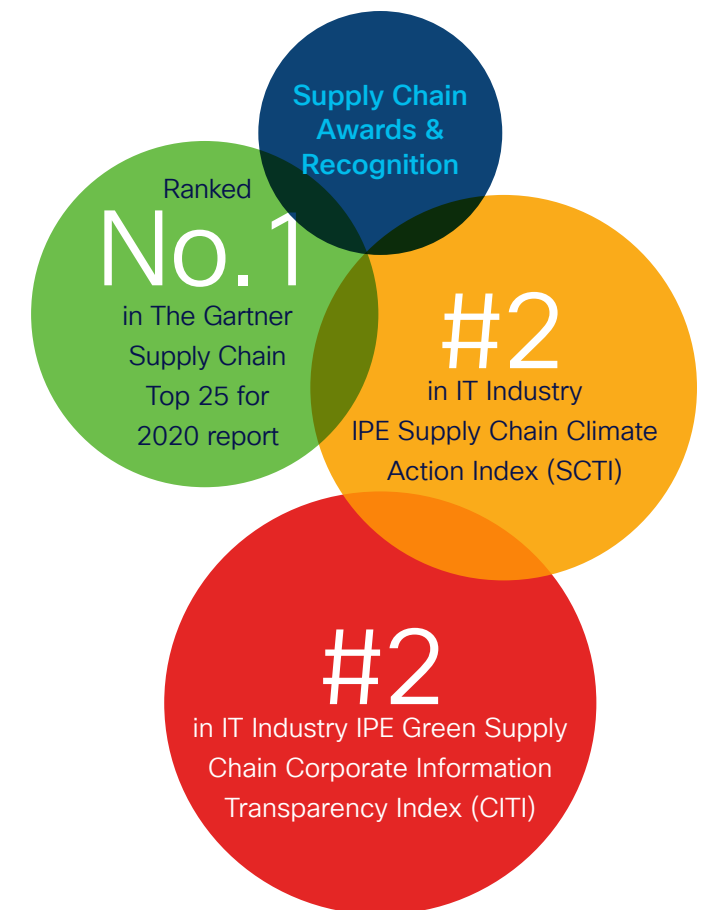 Supply Chain
Awards &
Recognition
Ranked
No.1
in The Gartner
Supply Chain
Top 25 for
2020 report
#2
in IT Industry
IPE Supply Chain Climate
Action Index (SCTI)
#2
in IT Industry IPE Green Supply
Chain Corporate Information
Transparency Index (CITI)